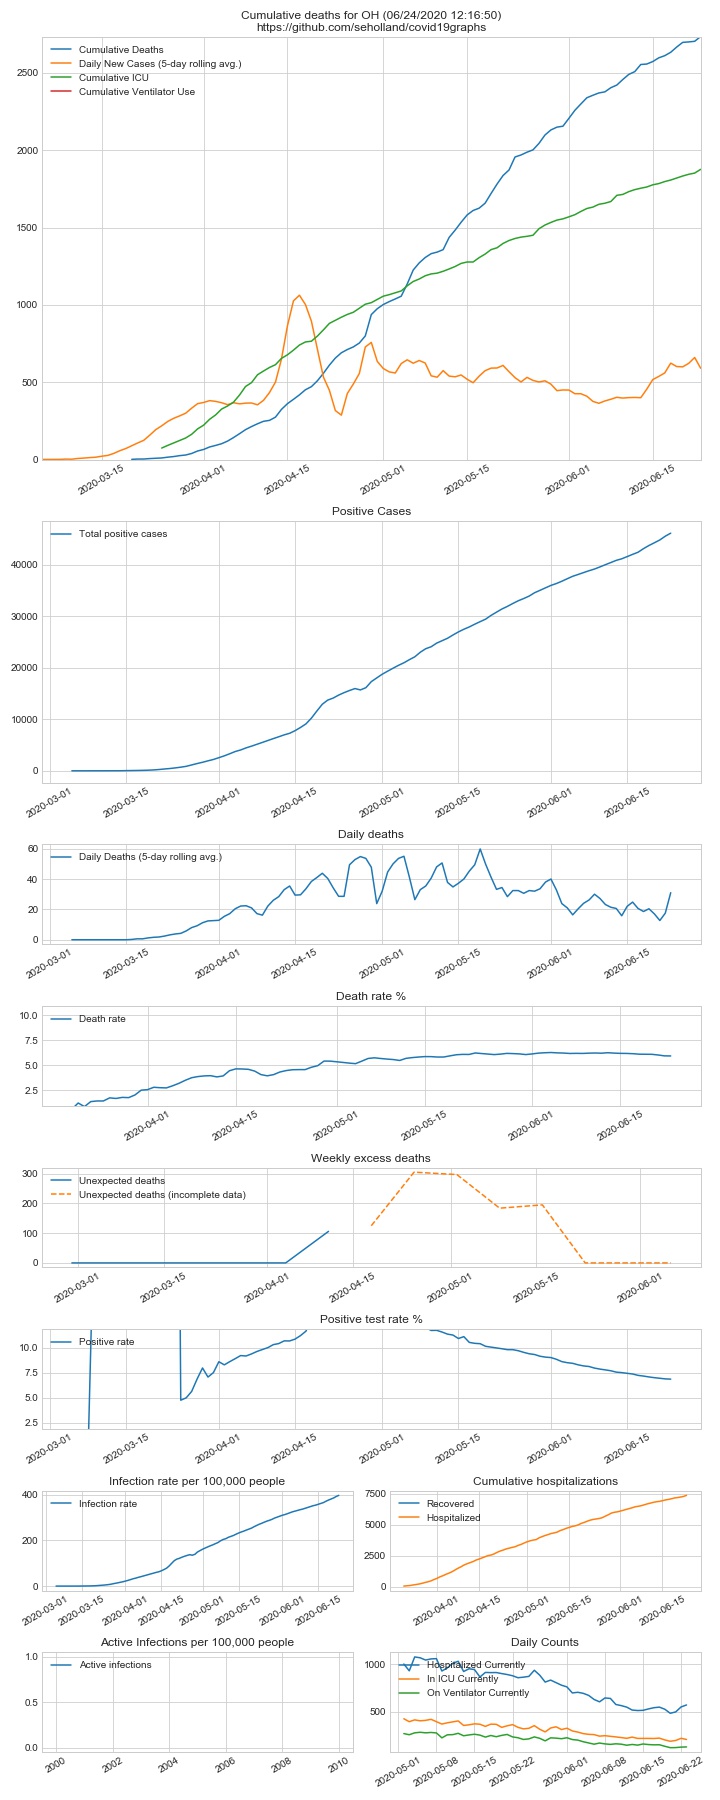 Cumulative deaths for OH (06/24/2020 12:16:50)
https://github.com/seholland/covid19graphs
Cumulative Deaths
Daily New Cases (5-day rolling avg.)
Cumulative ICU
Cumulative Ventilator Use
2500
2000
1500
1000
500
0
2020-03-15 2020-04-01 2020-04-15 2020-05-01 2020-05-15 2020-06-01 2020-06-15
Positive Cases
Total positive cases
40000
30000
20000
10000
0
2020-03-01 2020-03-15 2020-04-01 2020-04-15 2020-05-01 2020-05-15 2020-06-01 2020-06-15
Daily deaths
60
Daily Deaths (5-day rolling avg.)
40
20
0
2020-03-01 2020-03-15 2020-04-01 2020-04-15 2020-05-01 2020-05-15 2020-06-01 2020-06-15
Death rate %
10.0
Death rate
7.5
5.0
2.5
2020-04-01 2020-04-15 2020-05-01 2020-05-15 2020-06-01 2020-06-15
Weekly excess deaths
300
Unexpected deaths
Unexpected deaths (incomplete data)
200
100
0
2020-03-01 2020-03-15 2020-04-01 2020-04-15 2020-05-01 2020-05-15 2020-06-01
Positive test rate %
Positive rate
10.0
7.5
5.0
2.5
2020-03-01 2020-03-15 2020-04-01 2020-04-15 2020-05-01 2020-05-15 2020-06-01 2020-06-15
Infection rate per 100,000 people
400
Infection rate
200
0
2020-03-01 2020-03-15 2020-04-01 2020-04-15 2020-05-01 2020-05-15 2020-06-01 2020-06-15
Cumulative hospitalizations
7500
Recovered
Hospitalized
5000
2500
0
2020-04-01 2020-04-15 2020-05-01 2020-05-15 2020-06-01 2020-06-15
Active Infections per 100,000 people
1.0
Active infections
0.5
0.0
2000 2002 2004 2006 2008 2010
Daily Counts
1000
Hospitalized Currently
In ICU Currently
On Ventilator Currently
500
2020-05-01 2020-05-08 2020-05-15 2020-05-22 2020-06-01 2020-06-08 2020-06-15 2020-06-22